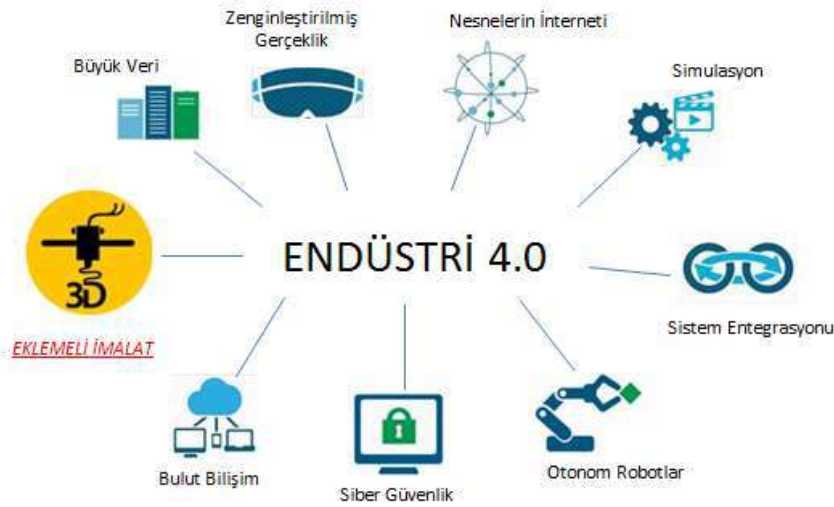 Zenginleştirilmiş
Gerçeklik
Nesnelerin İnterneti
Büyük Veri
Simulasyon
ENDÜSTRİ 4.0
3D
EKLEMELİ İMALAT
Sistem Entegrasyonu
Bulut Bilişim
Siber Güvenlik
Otonom Robotlar